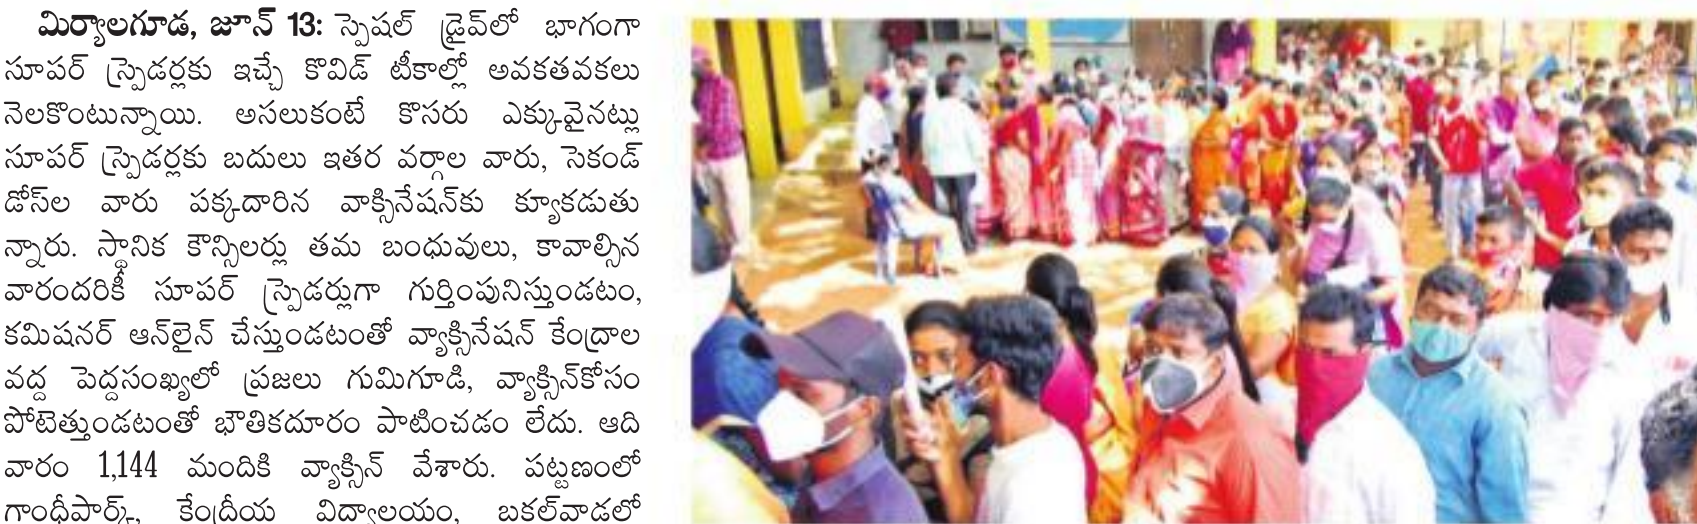 మిర్యాలగూడ, జూన్ 13: స్పెషల్ డ్రైవ్‌లో భాగంగా
సూపర్ స్ప్రెడర్లకు ఇచ్చే కొవిడ్ టీకాల్లో అవకతవకలు
నెలకొంటున్నాయి. అసలుకంటే కొసరు ఎక్కువైనట్లు
సూపర్ స్ప్రెడర్లకు బదులు ఇతర వర్గాల వారు, సెకండ్
డోస్‌ల వారు పక్కదారిన వాక్సినేషన్‌కు క్యూకడుతు
న్నారు. స్థానిక కౌన్సిలర్లు తమ బంధువులు, కావాల్సిన
వారందరికీ సూపర్ స్ప్రెడర్లుగా గుర్తింపునిస్తుండటం,
కమిషనర్ ఆన్‌లైన్ చేస్తుండటంతో వ్యాక్సినేషన్ కేంద్రాల
వద్ద పెద్దసంఖ్యలో ప్రజలు గుమిగూడి, వ్యాక్సిన్‌కోసం
పోటెత్తుండటంతో భౌతికదూరం పాటించడం లేదు. ఆది
వారం 1,144 మందికి వ్యాక్సిన్ వేశారు. పట్టణంలో
గాంధీపార్క్, కేంద్రీయ విద్యాలయం, బకల్‌వాడలో